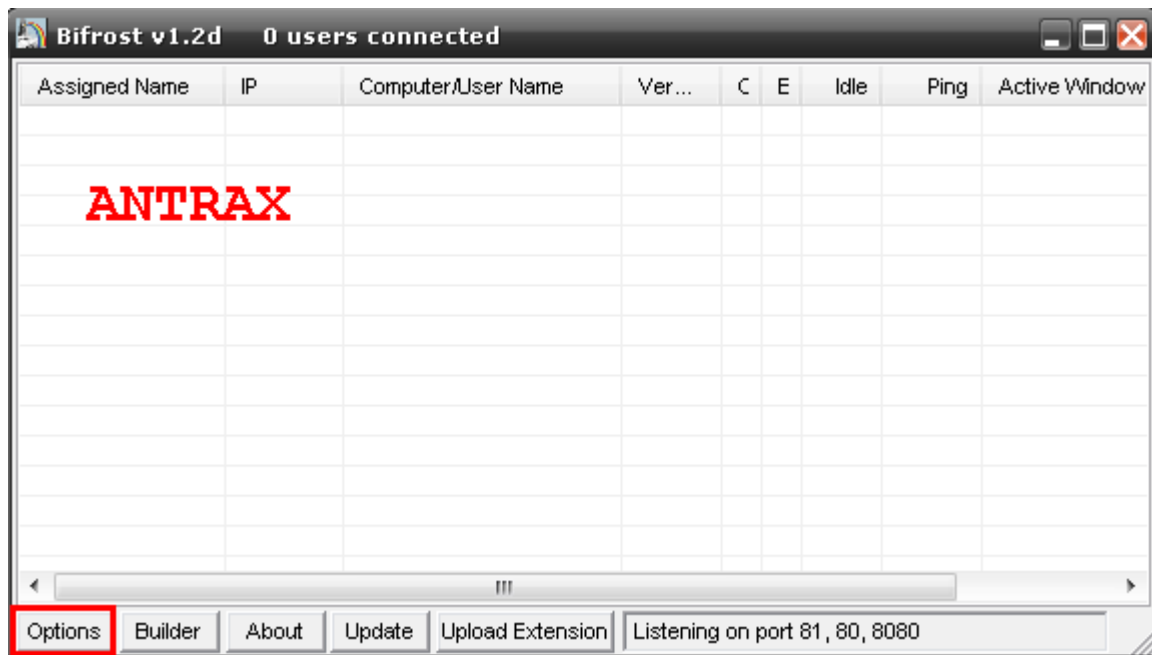 Bifrost v1.2d 0 users connected
Assigned Name IP Computer/User Name Ver... C E Idle Ping Active Window
ANTRAX
Options Builder About Update Upload Extension Listening on port 81, 80, 8080